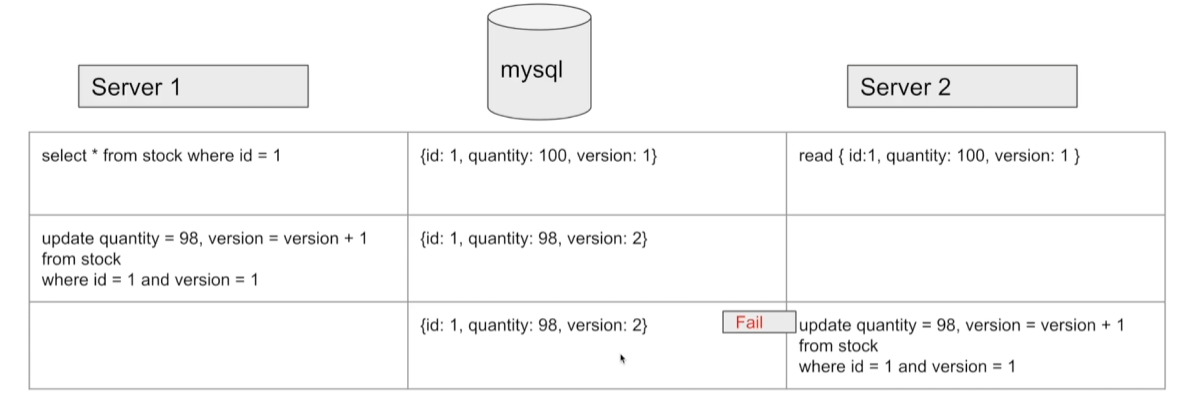 mysql
Server 1
Server 2
select * from stock where id = 1
{id: 1, quantity: 100, version: 1}
read { id:1, quantity: 100, version: 1 }
update quantity = 98, version = version + 1
from stock
where id = 1 and version = 1
{id: 1, quantity: 98, version: 2}
{id: 1, quantity: 98, version: 2}
Fail
update quantity = 98, version = version + 1
from stock
where id = 1 and version = 1